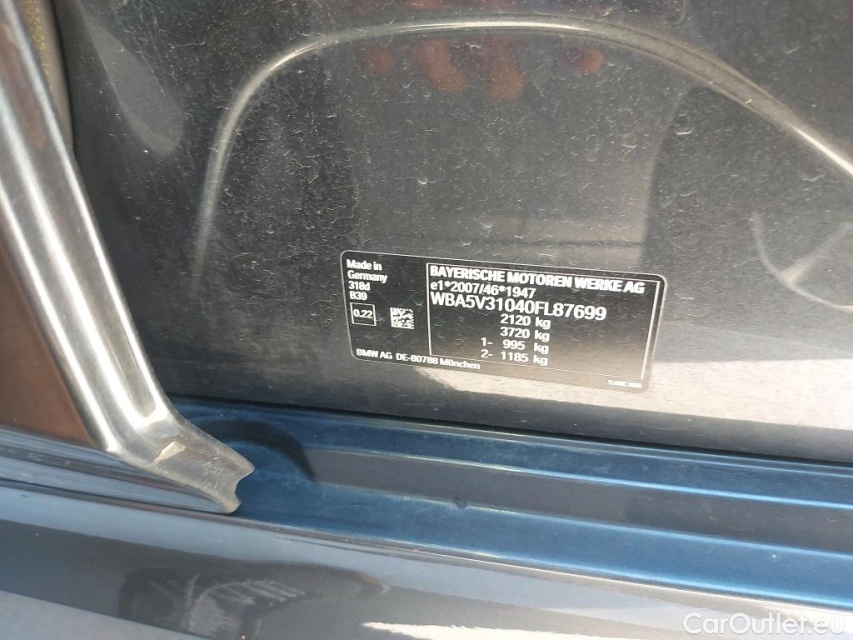 Made in
Germany
318d
B39
0.22
BAYERISCHE MOTOREN WERKE AG
e1*2007/46*1947
WBA5V31040FL87699
2120 kg
3720 kg
1- 995 kg
2- 1185 kg
BMW AG DE-80788 München
CarOutlet.eu